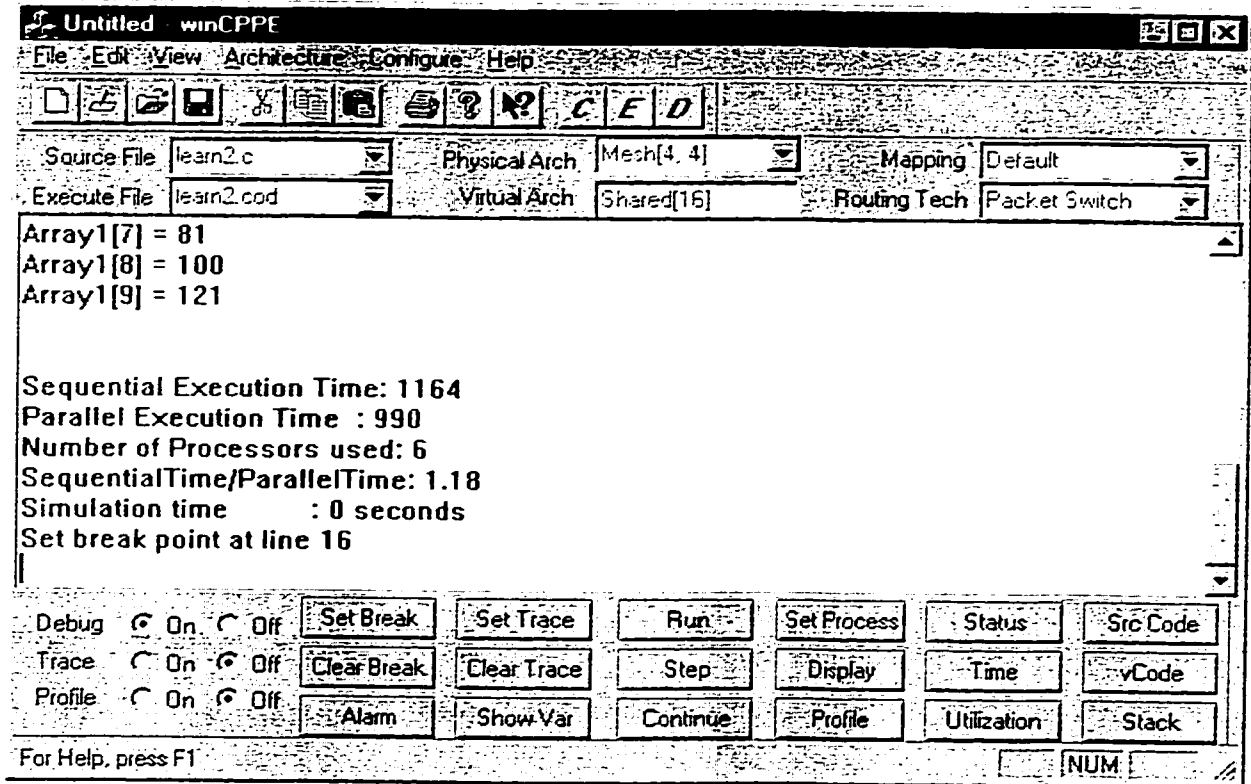 Untitled - winCPPE
File Edit View Architecture Configure Help
C E D
Source File learn2.c Physical Arch Mesh[4, 4] Mapping Default
Execute File learn2.cod Virtual Arch Shared[16] Routing Tech Packet Switch
Array1[7] = 81
Array1[8] = 100
Array1[9] = 121
Sequential Execution Time: 1164
Parallel Execution Time : 990
Number of Processors used: 6
SequentialTime/ParallelTime: 1.18
Simulation time : 0 seconds
Set break point at line 16
Debug On Off Set Break Set Trace Run Set Process Status Src Code
Trace On Off Clear Break Clear Trace Step Display Time vCode
Profile On Off Alarm Show Var Continue Profile Utilization Stack
For Help, press F1 NUM